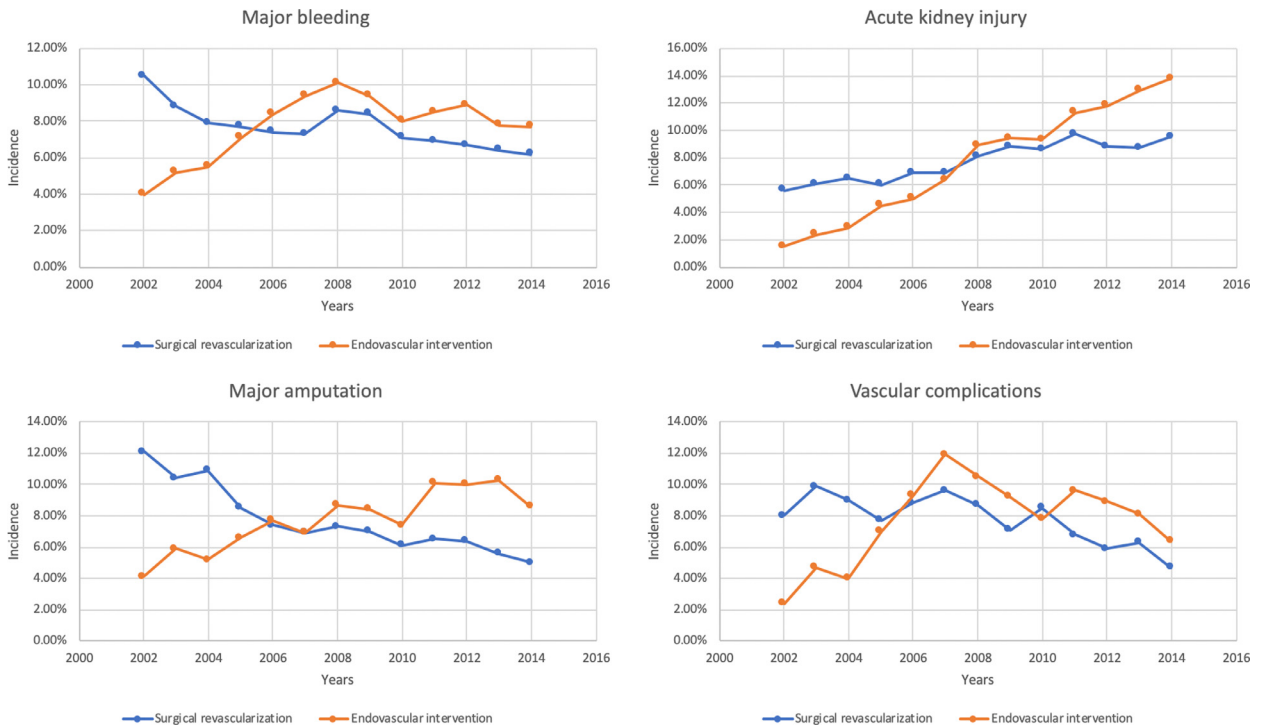 Major bleeding
12.00%
10.00%
8.00%
6.00%
4.00%
2.00%
0.00%
Incidence
2000 2002 2004 2006 2008 2010 2012 2014 2016
Years
Surgical revascularization Endovascular intervention
Acute kidney injury
16.00%
14.00%
12.00%
10.00%
8.00%
6.00%
4.00%
2.00%
0.00%
Incidence
2000 2002 2004 2006 2008 2010 2012 2014 2016
Years
Surgical revascularization Endovascular intervention
Major amputation
14.00%
12.00%
10.00%
8.00%
6.00%
4.00%
2.00%
0.00%
Incidence
2000 2002 2004 2006 2008 2010 2012 2014 2016
Years
Surgical revascularization Endovascular intervention
Vascular complications
14.00%
12.00%
10.00%
8.00%
6.00%
4.00%
2.00%
0.00%
Incidence
2000 2002 2004 2006 2008 2010 2012 2014 2016
Years
Surgical revascularization Endovascular intervention